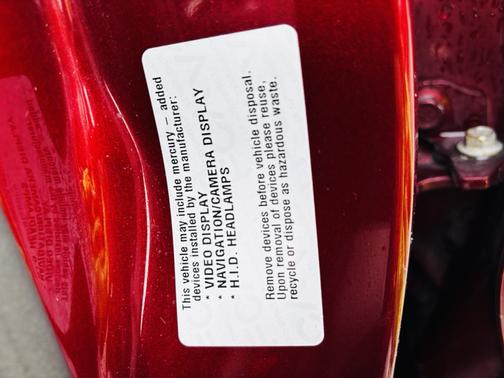 This vehicle may include mercury – added
devices installed by the manufacturer:
* VIDEO DISPLAY
* NAVIGATION/CAMERA DISPLAY
* H.I.D. HEADLAMPS
Remove devices before vehicle disposal.
Upon removal of devices please reuse,
recycle or dispose as hazardous waste.